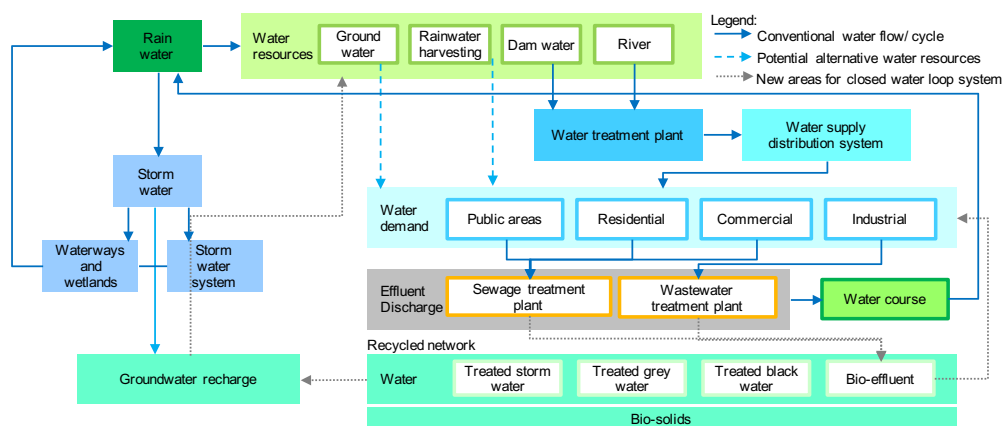 Legend:
Conventional water flow/ cycle
Potential alternative water resources
New areas for closed water loop system
Rain
water
Water
resources
Ground
water
Rainwater
harvesting
Dam water
River
Water treatment plant
Water supply
distribution system
Storm
water
Waterways
and
wetlands
Storm
water
system
Water
demand
Public areas
Residential
Commercial
Industrial
Effluent
Discharge
Sewage treatment
plant
Wastewater
treatment plant
Water course
Recycled network
Groundwater recharge
Water
Treated storm
water
Treated grey
water
Treated black
water
Bio-effluent
Bio-solids